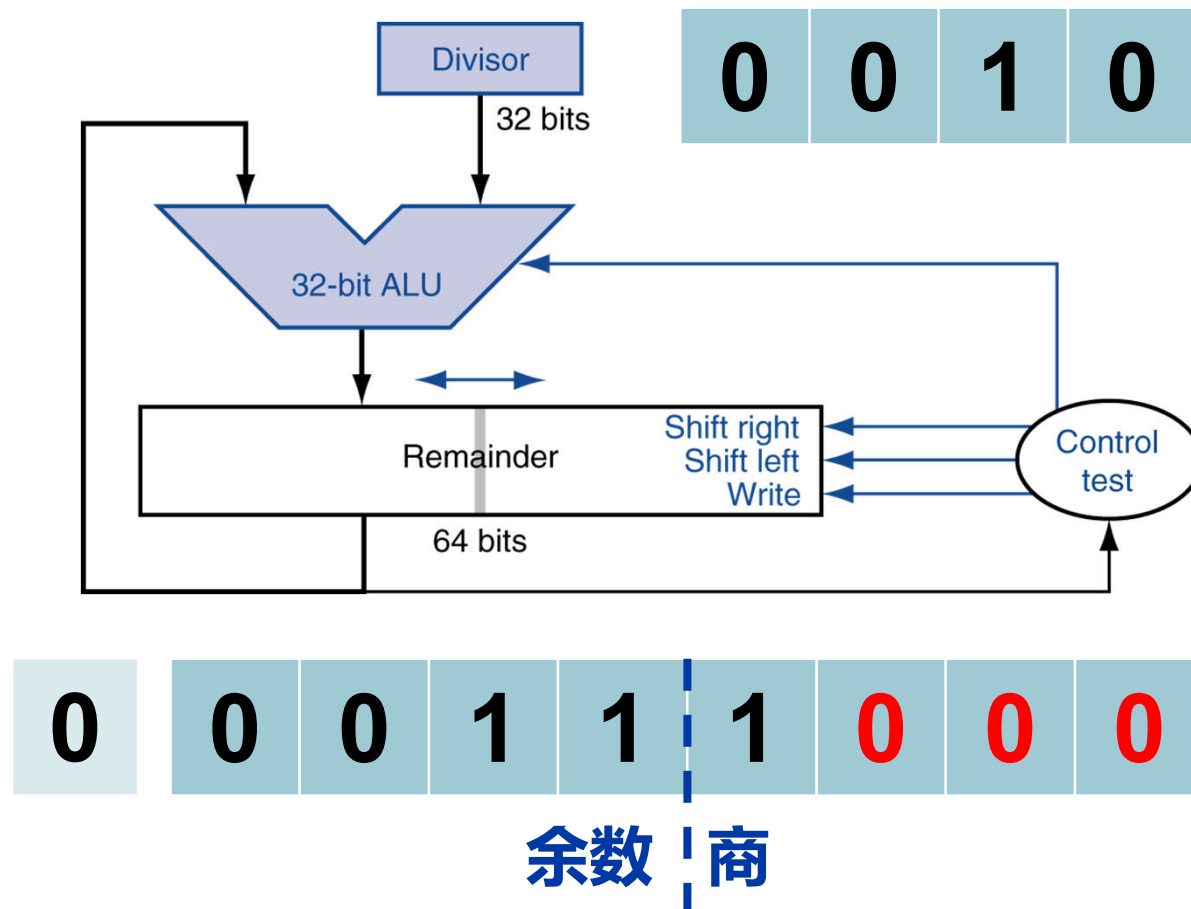 Divisor
0 0 1 0
32 bits
32-bit ALU
Remainder
Shift right
Shift left
Write
Control
test
64 bits
0 0 0 1 1 1 0 0 0
余数 商